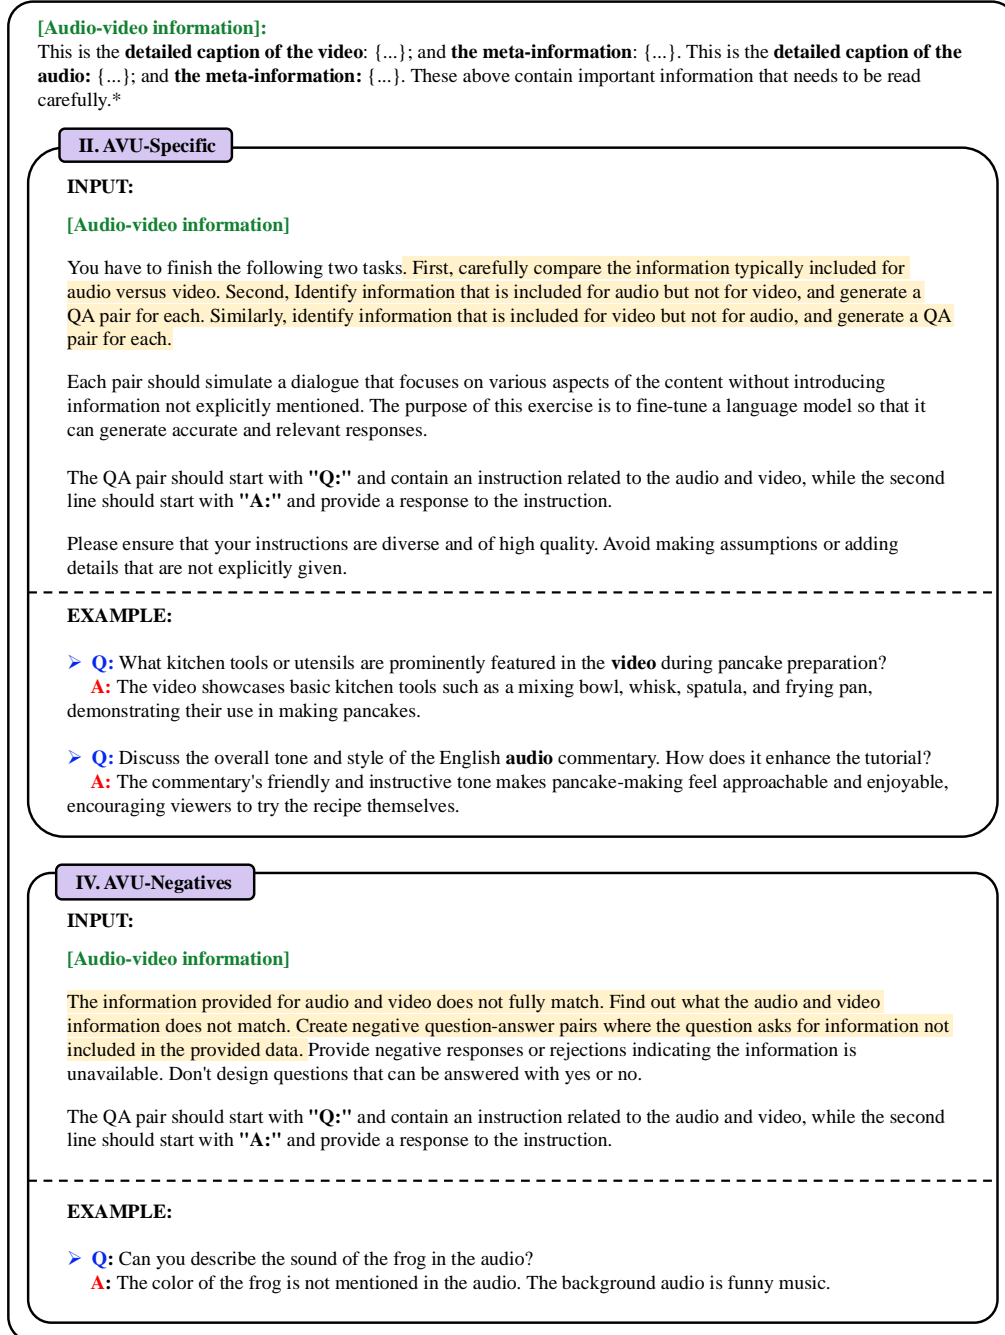 [Audio-video information]:
This is the detailed caption of the video: {...}; and the meta-information: {...}. This is the detailed caption of the
audio: {...}; and the meta-information: {...}. These above contain important information that needs to be read
carefully.*
II. AVU-Specific
INPUT:
[Audio-video information]
You have to finish the following two tasks. First, carefully compare the information typically included for
audio versus video. Second, Identify information that is included for audio but not for video, and generate a
QA pair for each. Similarly, identify information that is included for video but not for audio, and generate a QA
pair for each.
Each pair should simulate a dialogue that focuses on various aspects of the content without introducing
information not explicitly mentioned. The purpose of this exercise is to fine-tune a language model so that it
can generate accurate and relevant responses.
The QA pair should start with "Q:" and contain an instruction related to the audio and video, while the second
line should start with "A:" and provide a response to the instruction.
Please ensure that your instructions are diverse and of high quality. Avoid making assumptions or adding
details that are not explicitly given.
EXAMPLE:
➢ Q: What kitchen tools or utensils are prominently featured in the video during pancake preparation?
A: The video showcases basic kitchen tools such as a mixing bowl, whisk, spatula, and frying pan,
demonstrating their use in making pancakes.
➢ Q: Discuss the overall tone and style of the English audio commentary. How does it enhance the tutorial?
A: The commentary's friendly and instructive tone makes pancake-making feel approachable and enjoyable,
encouraging viewers to try the recipe themselves.
IV. AVU-Negatives
INPUT:
[Audio-video information]
The information provided for audio and video does not fully match. Find out what the audio and video
information does not match. Create negative question-answer pairs where the question asks for information not
included in the provided data. Provide negative responses or rejections indicating the information is
unavailable. Don't design questions that can be answered with yes or no.
The QA pair should start with "Q:" and contain an instruction related to the audio and video, while the second
line should start with "A:" and provide a response to the instruction.
EXAMPLE:
➢ Q: Can you describe the sound of the frog in the audio?
A: The color of the frog is not mentioned in the audio. The background audio is funny music.